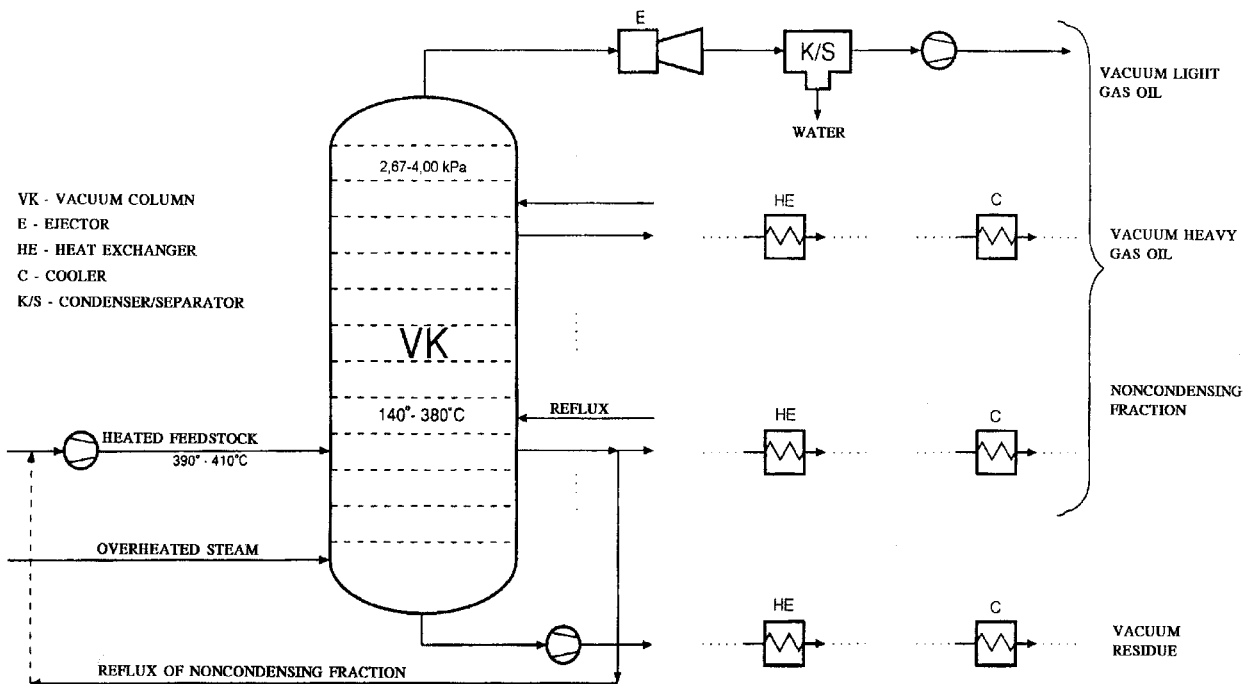 E
K/S
WATER
VACUUM LIGHT
GAS OIL
2,67-4,00 kPa
VK - VACUUM COLUMN
E - EJECTOR
HE - HEAT EXCHANGER
C - COOLER
K/S - CONDENSER/SEPARATOR
HE
C
VACUUM HEAVY
GAS OIL
VK
140° - 380°C
REFLUX
HE
C
NONCONDENSING
FRACTION
HEATED FEEDSTOCK
390° - 410°C
OVERHEATED STEAM
HE
C
VACUUM
RESIDUE
REFLUX OF NONCONDENSING FRACTION